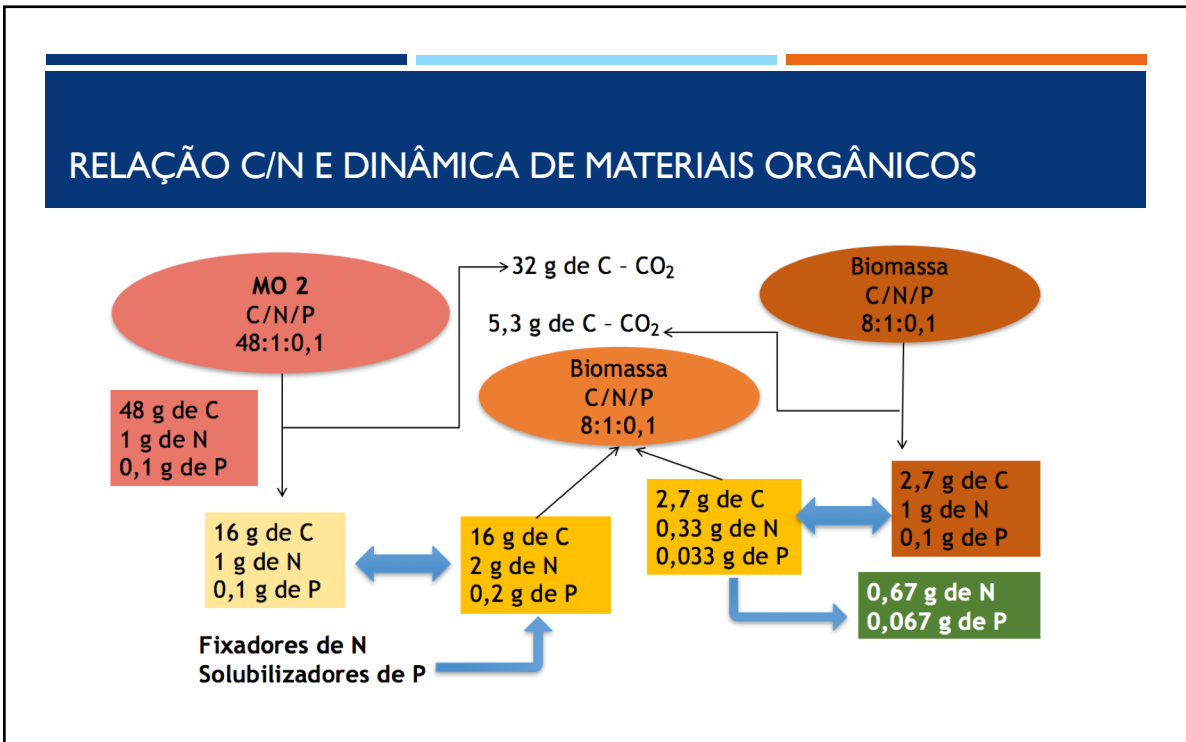 RELAÇÃO C/N E DINÂMICA DE MATERIAIS ORGÂNICOS
MO 2
C/N/P
48:1:0,1
32 g de C – CO₂
5,3 g de C – CO₂
Biomassa
C/N/P
8:1:0,1
Biomassa
C/N/P
8:1:0,1
48 g de C
1 g de N
0,1 g de P
16 g de C
1 g de N
0,1 g de P
16 g de C
2 g de N
0,2 g de P
2,7 g de C
0,33 g de N
0,033 g de P
2,7 g de C
1 g de N
0,1 g de P
0,67 g de N
0,067 g de P
Fixadores de N
Solubilizadores de P